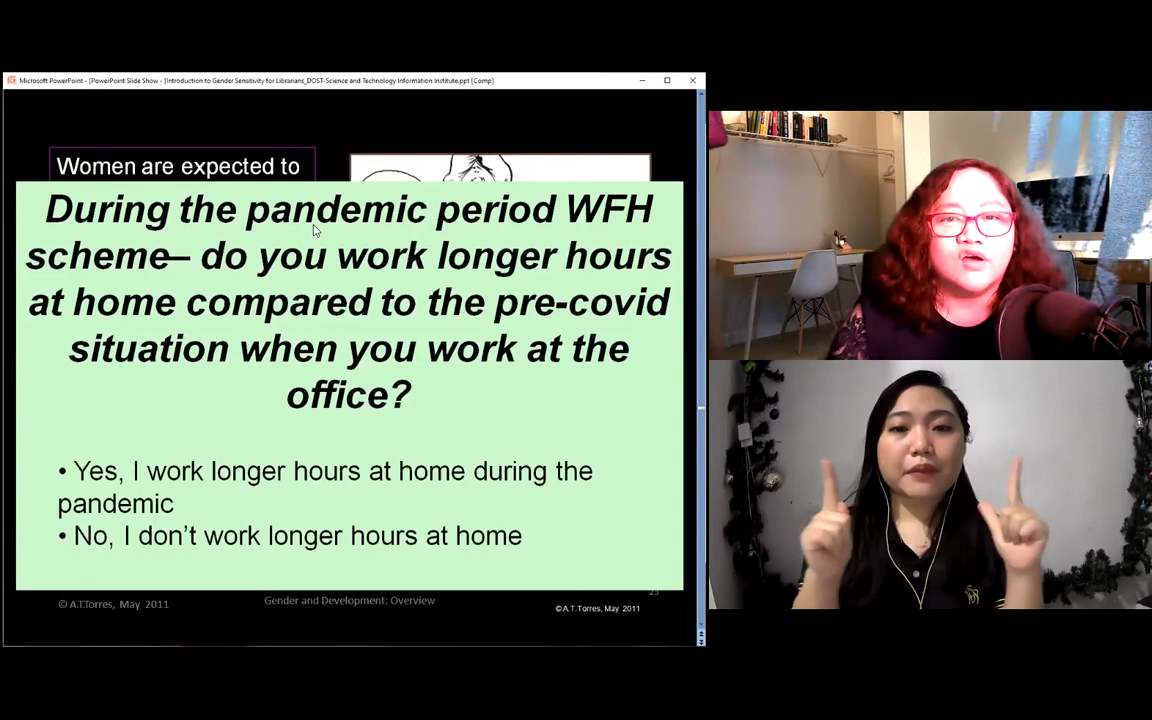 Microsoft PowerPoint - [PowerPoint Slide Show - [Introduction to Gender Sensitivity for Librarians_DOST-Science and Technology Information Institute.ppt [Comp]
Women are expected to
During the pandemic period WFH
scheme– do you work longer hours
at home compared to the pre-covid
situation when you work at the
office?
• Yes, I work longer hours at home during the
pandemic
• No, I don’t work longer hours at home
© A.T.Torres, May 2011
Gender and Development: Overview
©A.T.Torres, May 2011